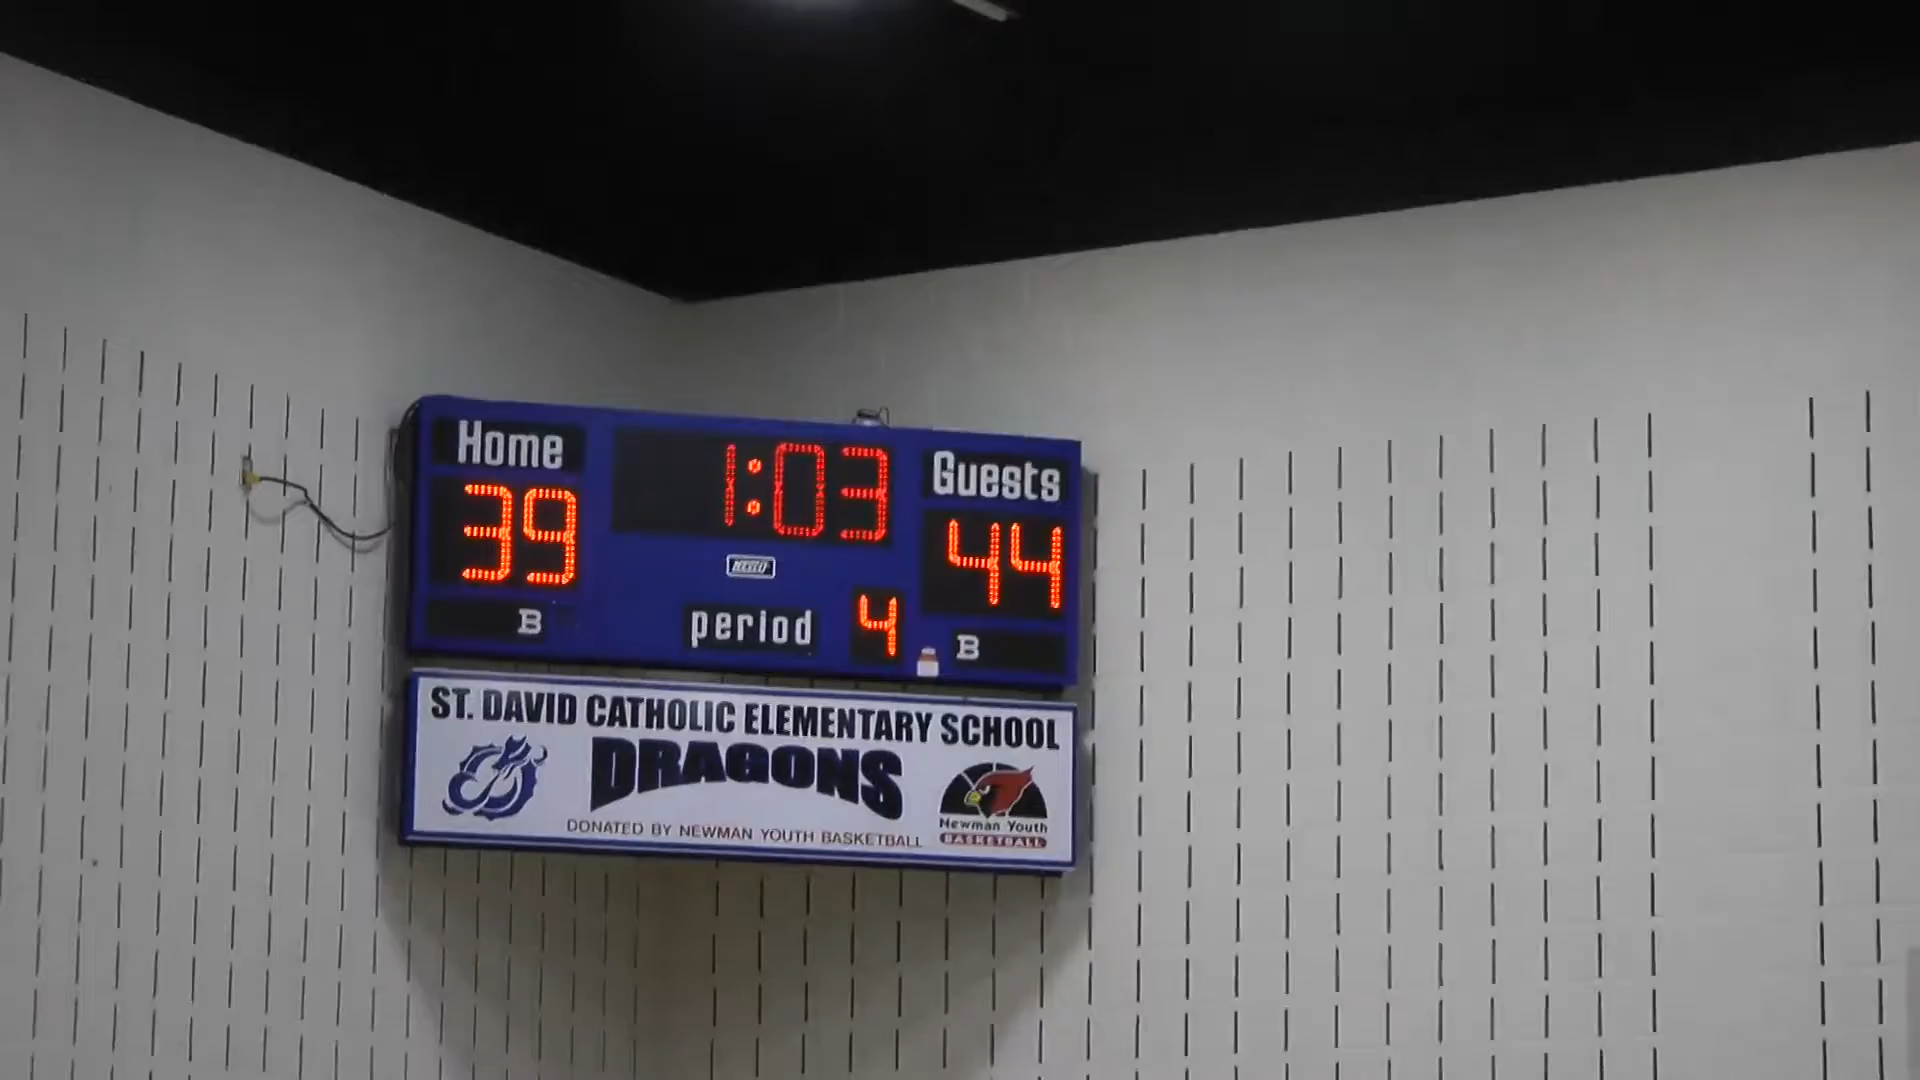 Home
1:03
Guests
39
44
B
period
4
B
ST. DAVID CATHOLIC ELEMENTARY SCHOOL
DRAGONS
DONATED BY NEWMAN YOUTH BASKETBALL
Newman Youth
BASKETBALL